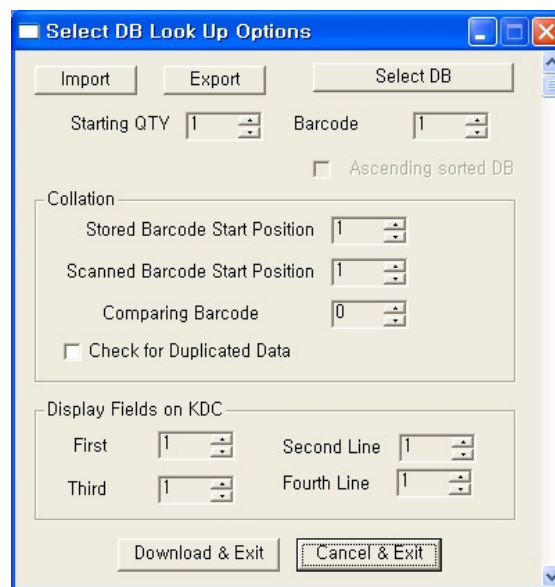 Select DB Look Up Options
Import Export Select DB
Starting QTY 1 Barcode 1
Ascending sorted DB
Collation
Stored Barcode Start Position 1
Scanned Barcode Start Position 1
Comparing Barcode 0
Check for Duplicated Data
Display Fields on KDC
First 1 Second Line 1
Third 1 Fourth Line 1
Download & Exit Cancel & Exit